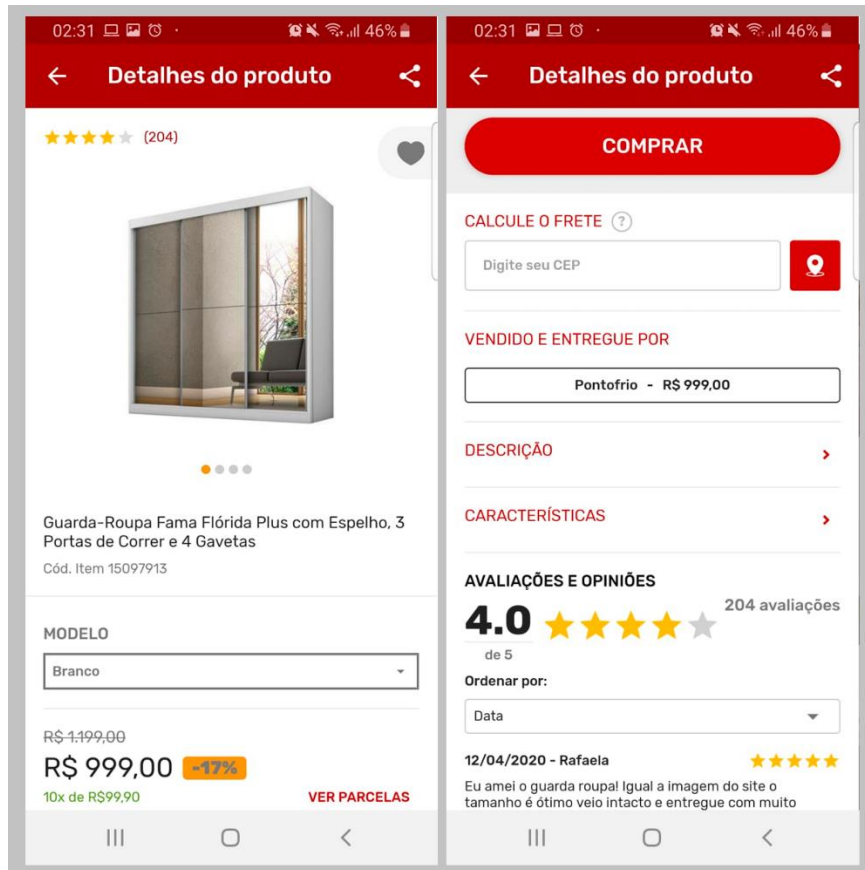 02:31
46%
Detalhes do produto
(204)
Guarda-Roupa Fama Flórida Plus com Espelho, 3
Portas de Correr e 4 Gavetas
Cód. Item 15097913
MODELO
Branco
R$ 1.199,00
R$ 999,00 -17%
10x de R$99,90 VER PARCELAS
02:31
46%
Detalhes do produto
COMPRAR
CALCULE O FRETE ?
Digite seu CEP
VENDIDO E ENTREGUE POR
Pontofrio - R$ 999,00
DESCRIÇÃO
CARACTERÍSTICAS
AVALIAÇÕES E OPINIÕES
4.0 204 avaliações
de 5
Ordenar por:
Data
12/04/2020 - Rafaela
Eu amei o guarda roupa! Igual a imagem do site o
tamanho é ótimo veio intacto e entregue com muito